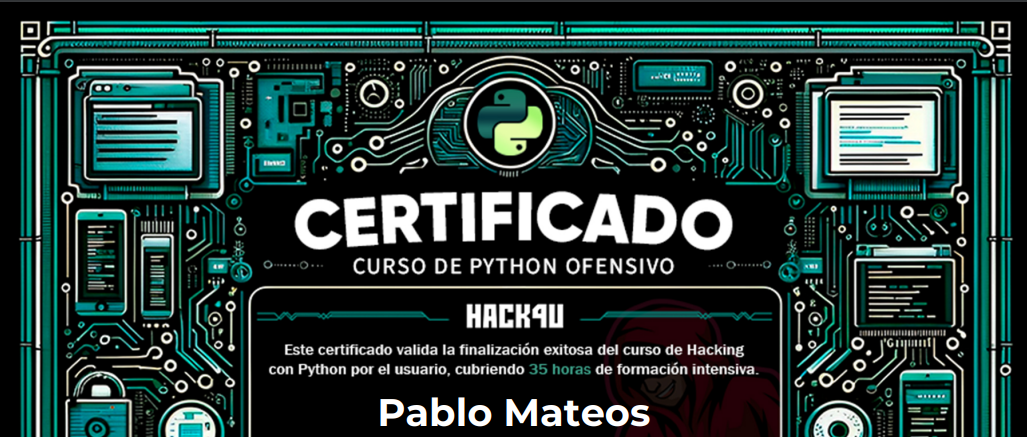 CERTIFICADO
CURSO DE PYTHON OFENSIVO
HACK4U
Este certificado valida la finalización exitosa del curso de Hacking
con Python por el usuario, cubriendo 35 horas de formación intensiva.
Pablo Mateos